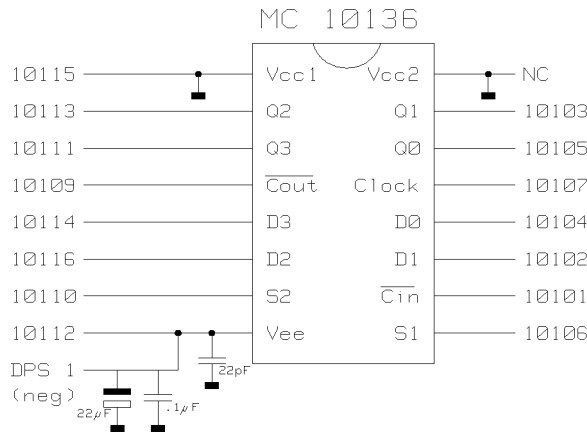 MC 10136
10115 Vcc1 Vcc2 NC
10113 Q2 Q1 10103
10111 Q3 Q0 10105
10109 Cout Clock 10107
10114 D3 D0 10104
10116 D2 D1 10102
10110 S2 Cin 10101
10112 Vee S1 10106
DPS 1
(neg)
22µF
.1µF
22pF